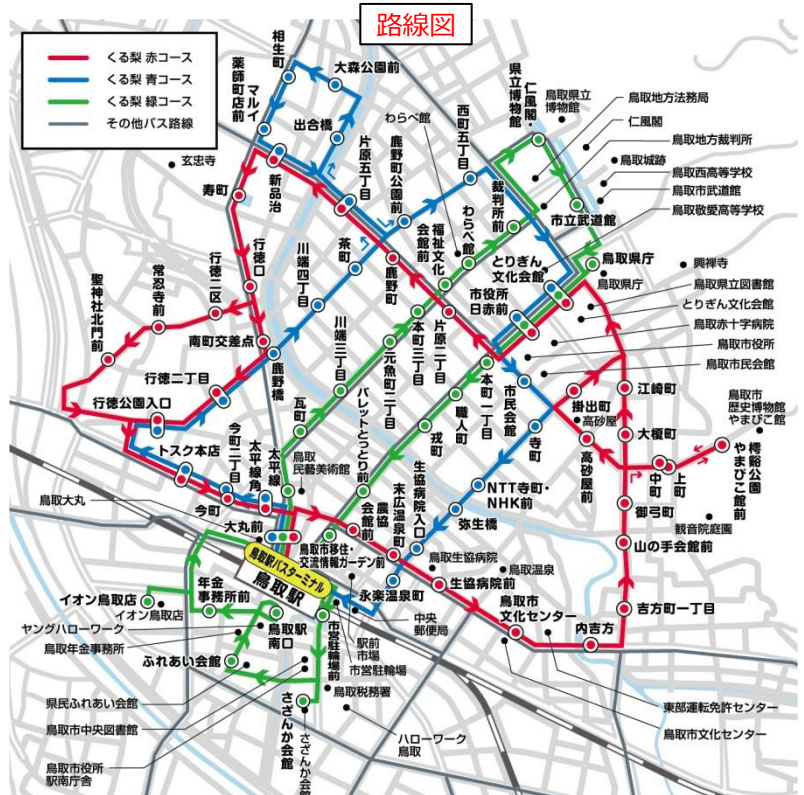 路線図
くる梨 赤コース
くる梨 青コース
くる梨 緑コース
その他バス路線
相生町
マルイ
薬師町店前
大森公園前
出合橋
片原五丁目
鹿野町公園前
西町五丁目
わらべ館
県立博物館
仁風閣・
鳥取県立
博物館
鳥取地方法務局
仁風閣
鳥取地方裁判所
鳥取城跡
鳥取西高等学校
鳥取市武道館
鳥取敬愛高等学校
玄忠寺
寿町
新品治
裁判所前
市立武道館
わらべ館
福祉文化
会館前
鹿野町
茶町
川端四丁目
行徳口
行徳二区
常忍寺前
聖神社北門前
とりぎん
文化会館
鳥取県庁
鳥取県庁
興禅寺
鳥取県立図書館
とりぎん文化会館
鳥取赤十字病院
鳥取市役所
鳥取市民会館
市役所
日赤前
片原二丁目
本町三丁目
元魚町二丁目
川端三丁目
南町交差点
鹿野橋
行徳二丁目
行徳公園入口
瓦町
パレットとっとり前
戎町
職人町
本町一丁目
市民会館
寺町
掛出町
高砂屋
高砂屋前
江崎町
大榎町
鳥取市
歴史博物館
やまびこ館
樗谿公園
やまびこ館前
中町
上町
御弓町
観音院庭園
山の手会館前
トスク本店
今町二丁目
太平線角
太平線
鳥取
民藝美術館
今町
鳥取大丸
大丸前
農協
会館前
末広温泉町
生協病院入口
NTT寺町・
NHK前
弥生橋
鳥取市移住・
交流情報ガーデン前
鳥取駅バスターミナル
鳥取駅
鳥取生協病院
鳥取温泉
生協病院前
永楽温泉町
鳥取市
文化センター
内吉方
吉方町一丁目
年金
事務所前
イオン鳥取店
イオン鳥取店
ヤングハローワーク
鳥取年金事務所
ふれあい会館
鳥取駅
南口
市営駐輪場前
駅前
市場
市営駐輪場
中央
郵便局
県民ふれあい会館
鳥取市中央図書館
鳥取市役所
駅南庁舎
さざんか会館
さざんか会館
鳥取税務署
ハローワーク
鳥取
東部運転免許センター
鳥取市文化センター